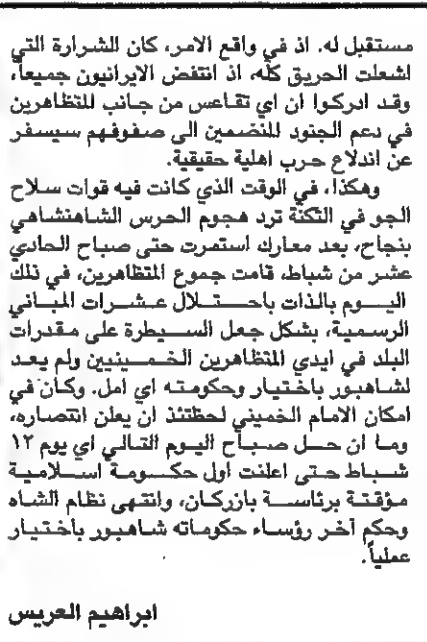 مستقبل له. اذ في واقع الامر، كان الشرارة التي
اشعلت الحريق كله، اذ انتفض الايرانيون جميعاً،
وقد ادركوا ان اي تقاعس من جانب المتظاهرين
في دعم الجنود المنضمين الى صفوفهم سيسفر
عن اندلاع حرب اهلية حقيقية.
وهكذا، في الوقت الذي كانت فيه قوات سلاح
الجو في الثكنة ترد هجوم الحرس الشاهنشاهي
بنجاح، بعد معارك استمرت حتى صباح الحادي
عشر من شباط، قامت جموع المتظاهرين، في ذلك
اليوم بالذات باحتلال عشرات المباني
الرسمية، بشكل جعل السيطرة على مقدرات
البلد في ايدي المتظاهرين الخمينيين ولم يعد
لشاهبور باختيار وحكومته اي امل. وكان في
امكان الامام الخميني لحظتئذ ان يعلن انتصاره،
وما ان حل صباح اليوم التالي اي يوم ١٢
شباط حتى اعلنت اول حكومة اسلامية
مؤقتة برئاسة بازركان، وانتهى نظام الشاه
وحكم آخر رؤساء حكوماته شاهبور باختيار
عملياً.
ابراهيم العريس